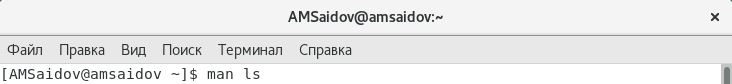 AMSaidov@amsaidov:~ ×
Файл Правка Вид Поиск Терминал Справка
[AMSaidov@amsaidov ~]$ man ls